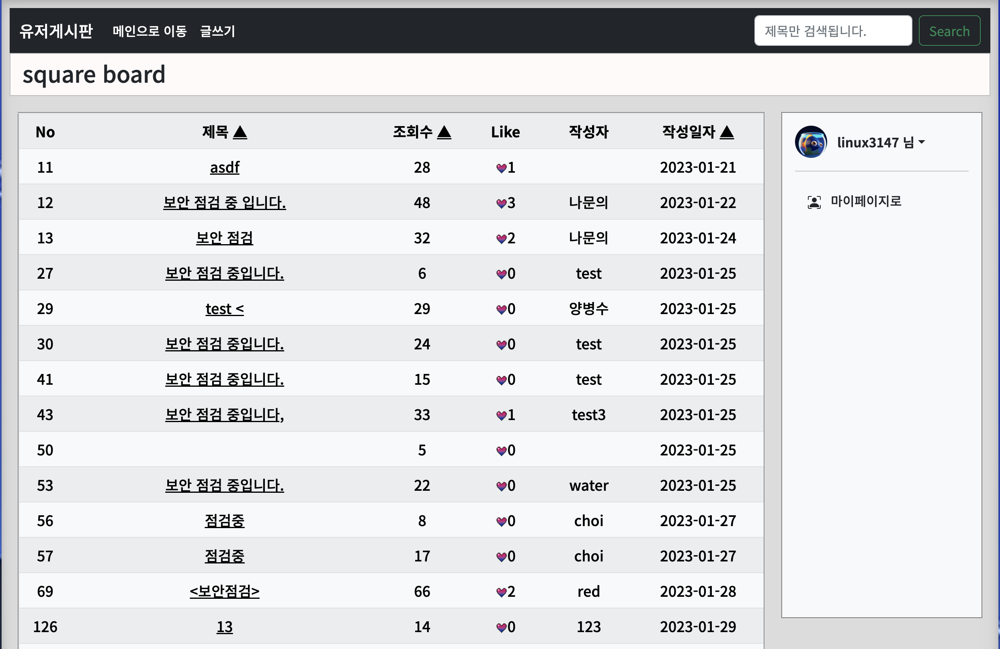 유저게시판 메인으로 이동 글쓰기 제목만 검색됩니다. Search
square board
No 제목 ▲ 조회수 ▲ Like 작성자 작성일자 ▲
11 asdf 28 1 2023-01-21
12 보안 점검 중 입니다. 48 3 나문의 2023-01-22
13 보안 점검 32 2 나문의 2023-01-24
27 보안 점검 중입니다. 6 0 test 2023-01-25
29 test < 29 0 양병수 2023-01-25
30 보안 점검 중입니다. 24 0 test 2023-01-25
41 보안 점검 중입니다. 15 0 test 2023-01-25
43 보안 점검 중입니다, 33 1 test3 2023-01-25
50 5 0 2023-01-25
53 보안 점검 중입니다. 22 0 water 2023-01-25
56 점검중 8 0 choi 2023-01-27
57 점검중 17 0 choi 2023-01-27
69 <보안점검> 66 2 red 2023-01-28
126 13 14 0 123 2023-01-29
linux3147 님
마이페이지로